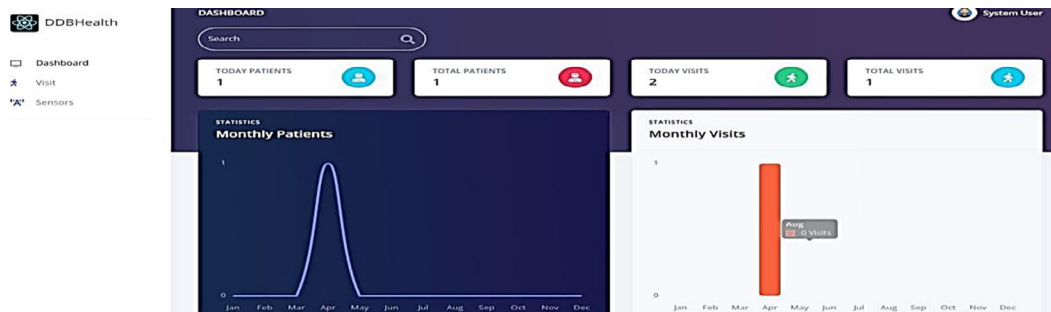 DDBHealth
Dashboard
Visit
Sensors
DASHBOARD
System User
Search
TODAY PATIENTS
1
TOTAL PATIENTS
1
TODAY VISITS
2
TOTAL VISITS
1
STATISTICS
Monthly Patients
1
0
Jan Feb Mar Apr May Jun Jul Aug Sep Oct Nov Dec
STATISTICS
Monthly Visits
1
Aug
0 Visits
0
Jan Feb Mar Apr May Jun Jul Aug Sep Oct Nov Dec